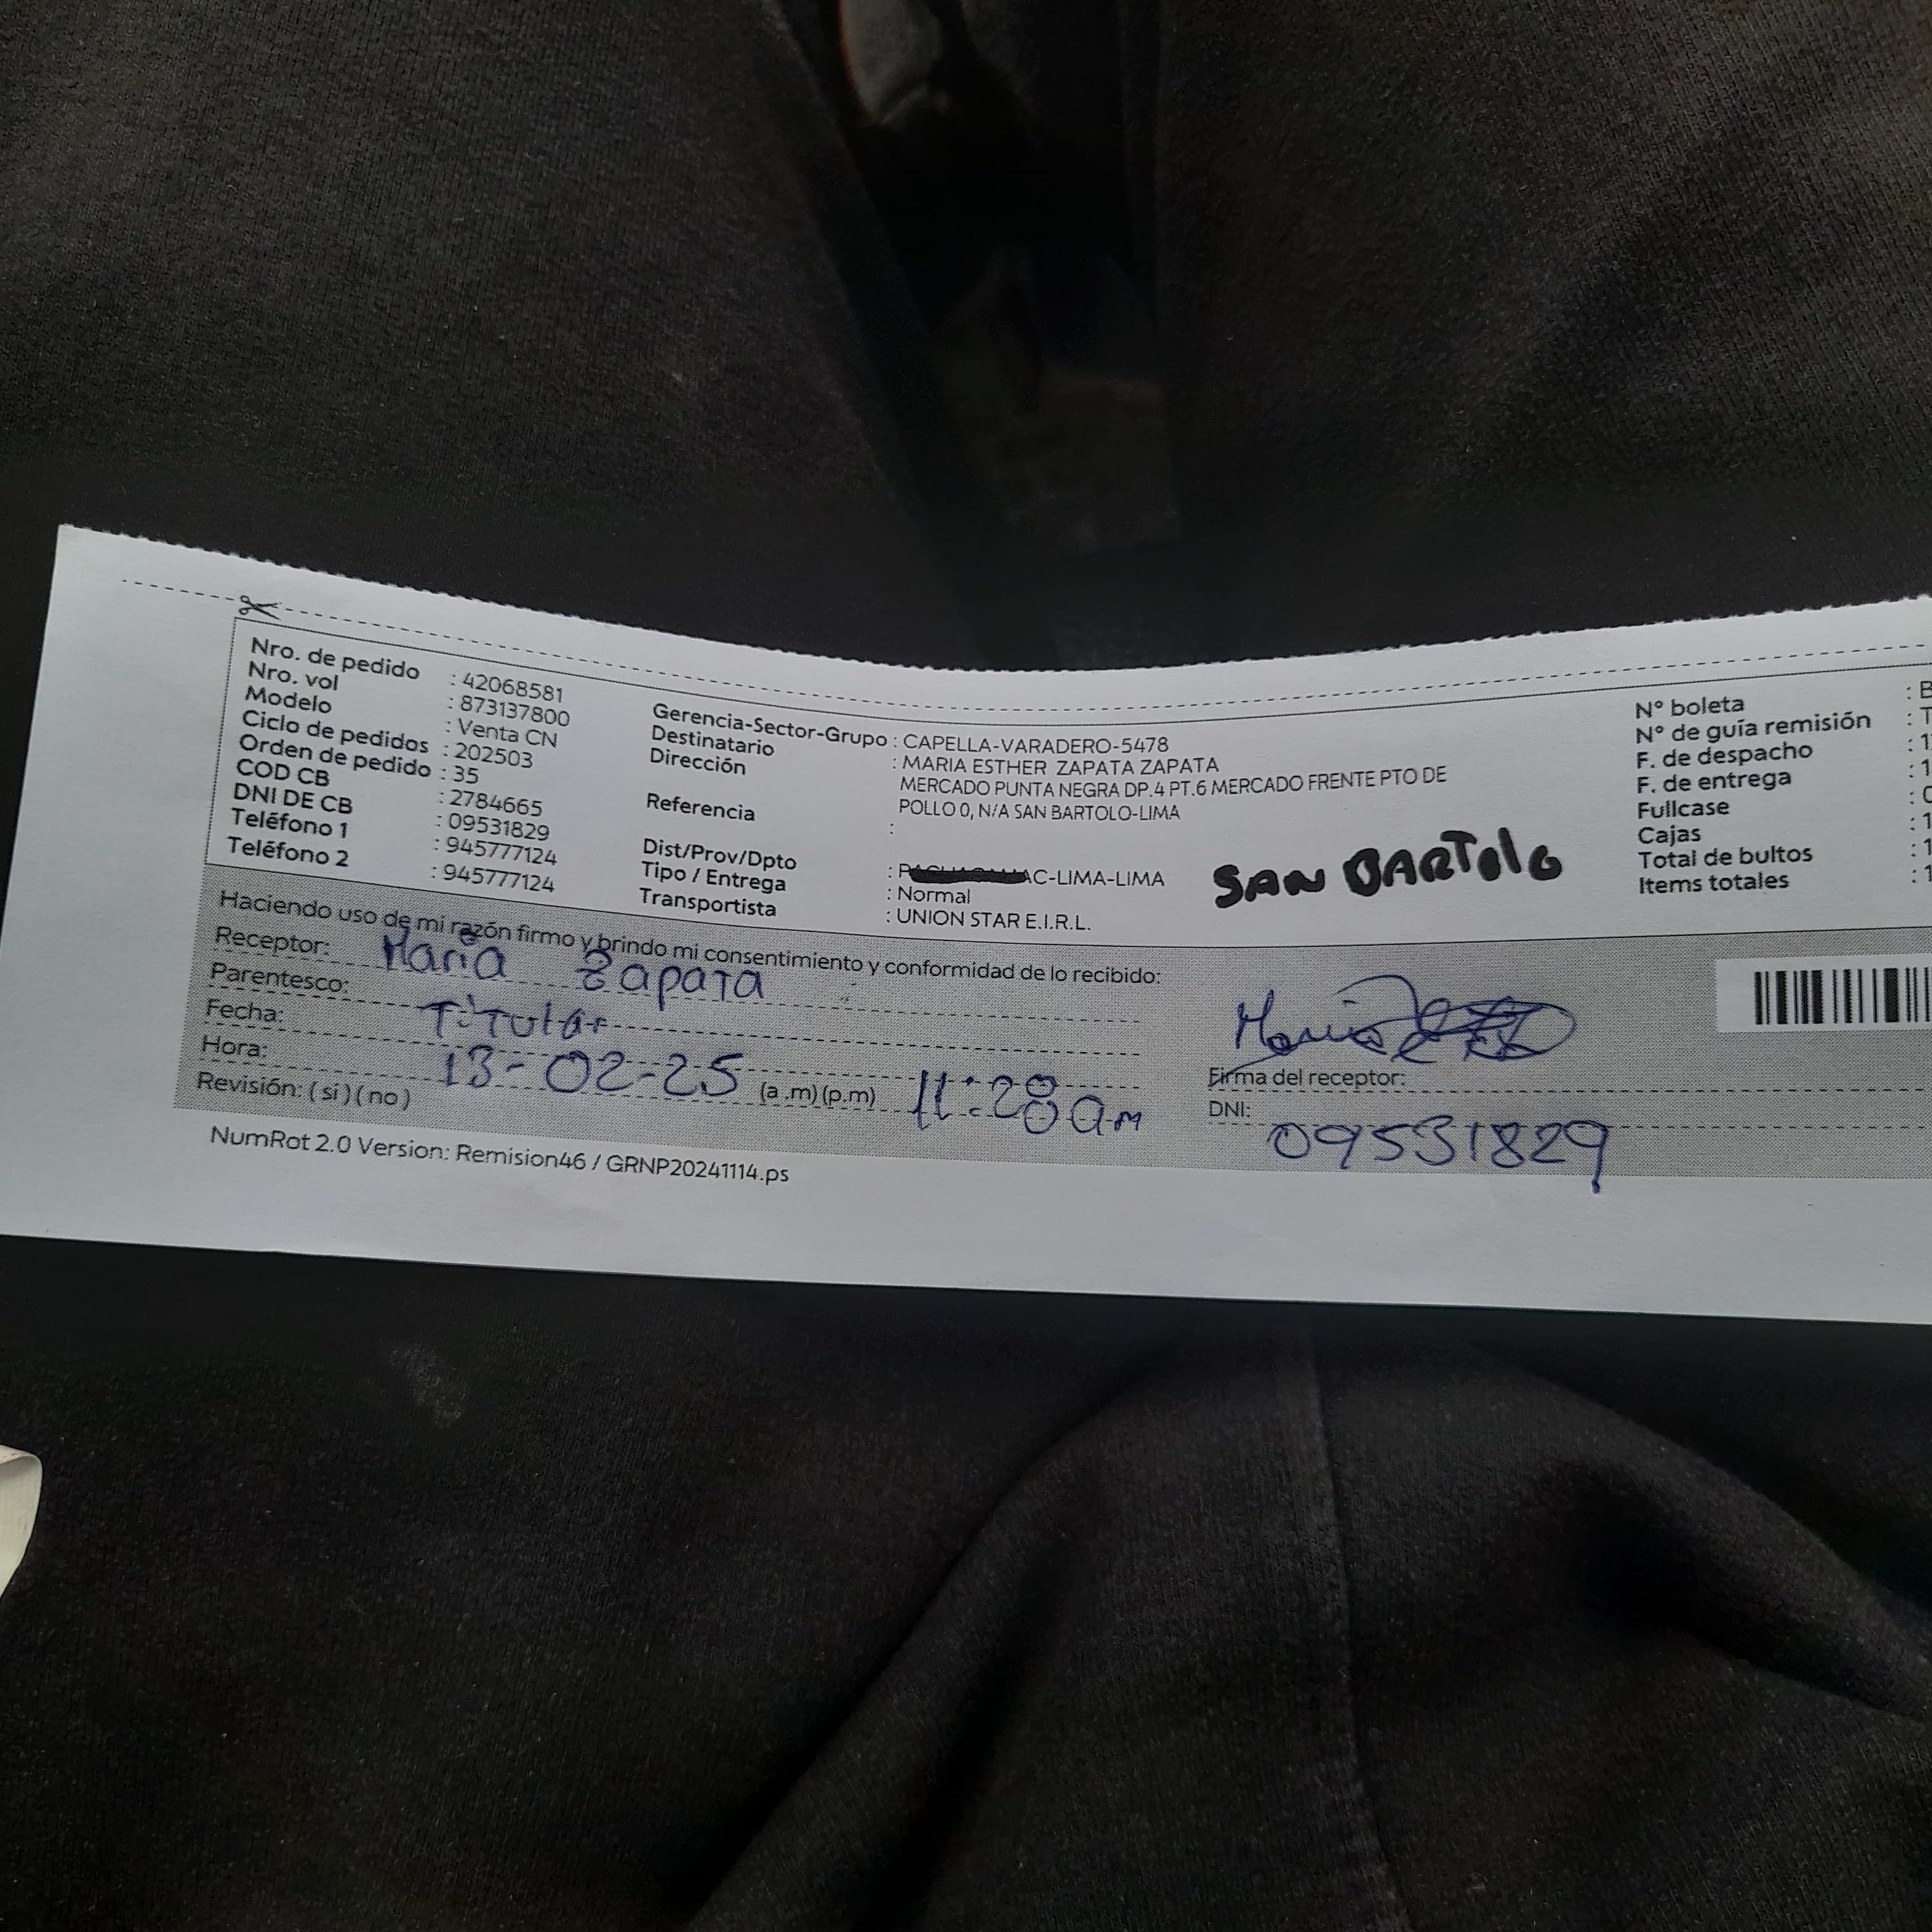 Nro. de pedido : 42068581
Nro. vol : 873137800
Modelo : Venta CN
Ciclo de pedidos : 202503
Orden de pedido : 35
COD CB : 2784665
DNI DE CB : 09531829
Teléfono 1 : 945777124
Teléfono 2 : 945777124
Gerencia-Sector-Grupo : CAPELLA-VARADERO-5478
Destinatario : MARIA ESTHER ZAPATA ZAPATA
Dirección MERCADO PUNTA NEGRA DP.4 PT.6 MERCADO FRENTE PTO DE
POLLO 0, N/A SAN BARTOLO-LIMA
Referencia :
Dist/Prov/Dpto : AC-LIMA-LIMA
Tipo / Entrega : Normal
Transportista : UNION STAR E.I.R.L.
SAN BARTOLO
N° boleta : B
N° de guía remisión : T
F. de despacho : 1
F. de entrega : 1
Fullcase
Cajas : 1
Total de bultos : 1
Items totales : 1
Haciendo uso de mi razón firmo y brindo mi consentimiento y conformidad de lo recibido:
Receptor: Maria Zapata
Parentesco: Titular
Fecha: 13-02-25
Hora: (a .m) (p.m) 11:28 am
Revisión: ( si ) ( no )
Firma del receptor:
DNI: 09531829
NumRot 2.0 Version: Remision46 / GRNP20241114.ps